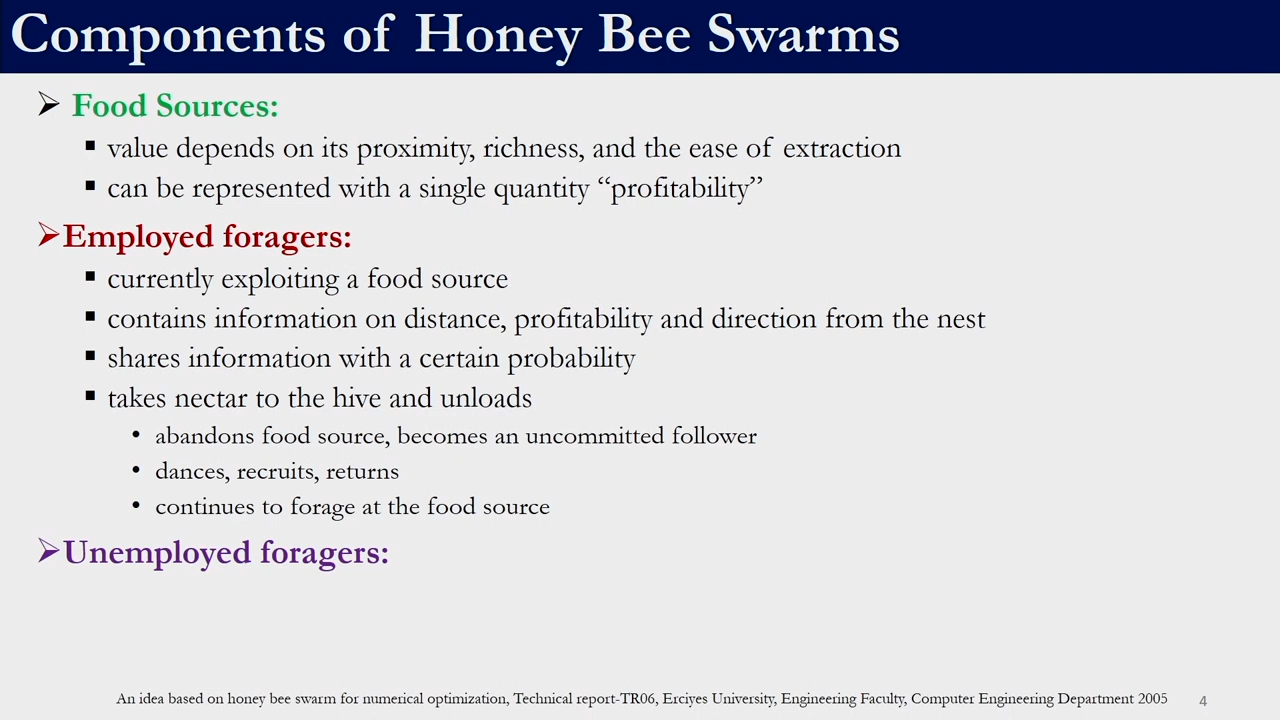 Components of Honey Bee Swarms
➢ Food Sources:
▪ value depends on its proximity, richness, and the ease of extraction
▪ can be represented with a single quantity “profitability”
➢Employed foragers:
▪ currently exploiting a food source
▪ contains information on distance, profitability and direction from the nest
▪ shares information with a certain probability
▪ takes nectar to the hive and unloads
• abandons food source, becomes an uncommitted follower
• dances, recruits, returns
• continues to forage at the food source
➢Unemployed foragers:
An idea based on honey bee swarm for numerical optimization, Technical report-TR06, Erciyes University, Engineering Faculty, Computer Engineering Department 2005
4